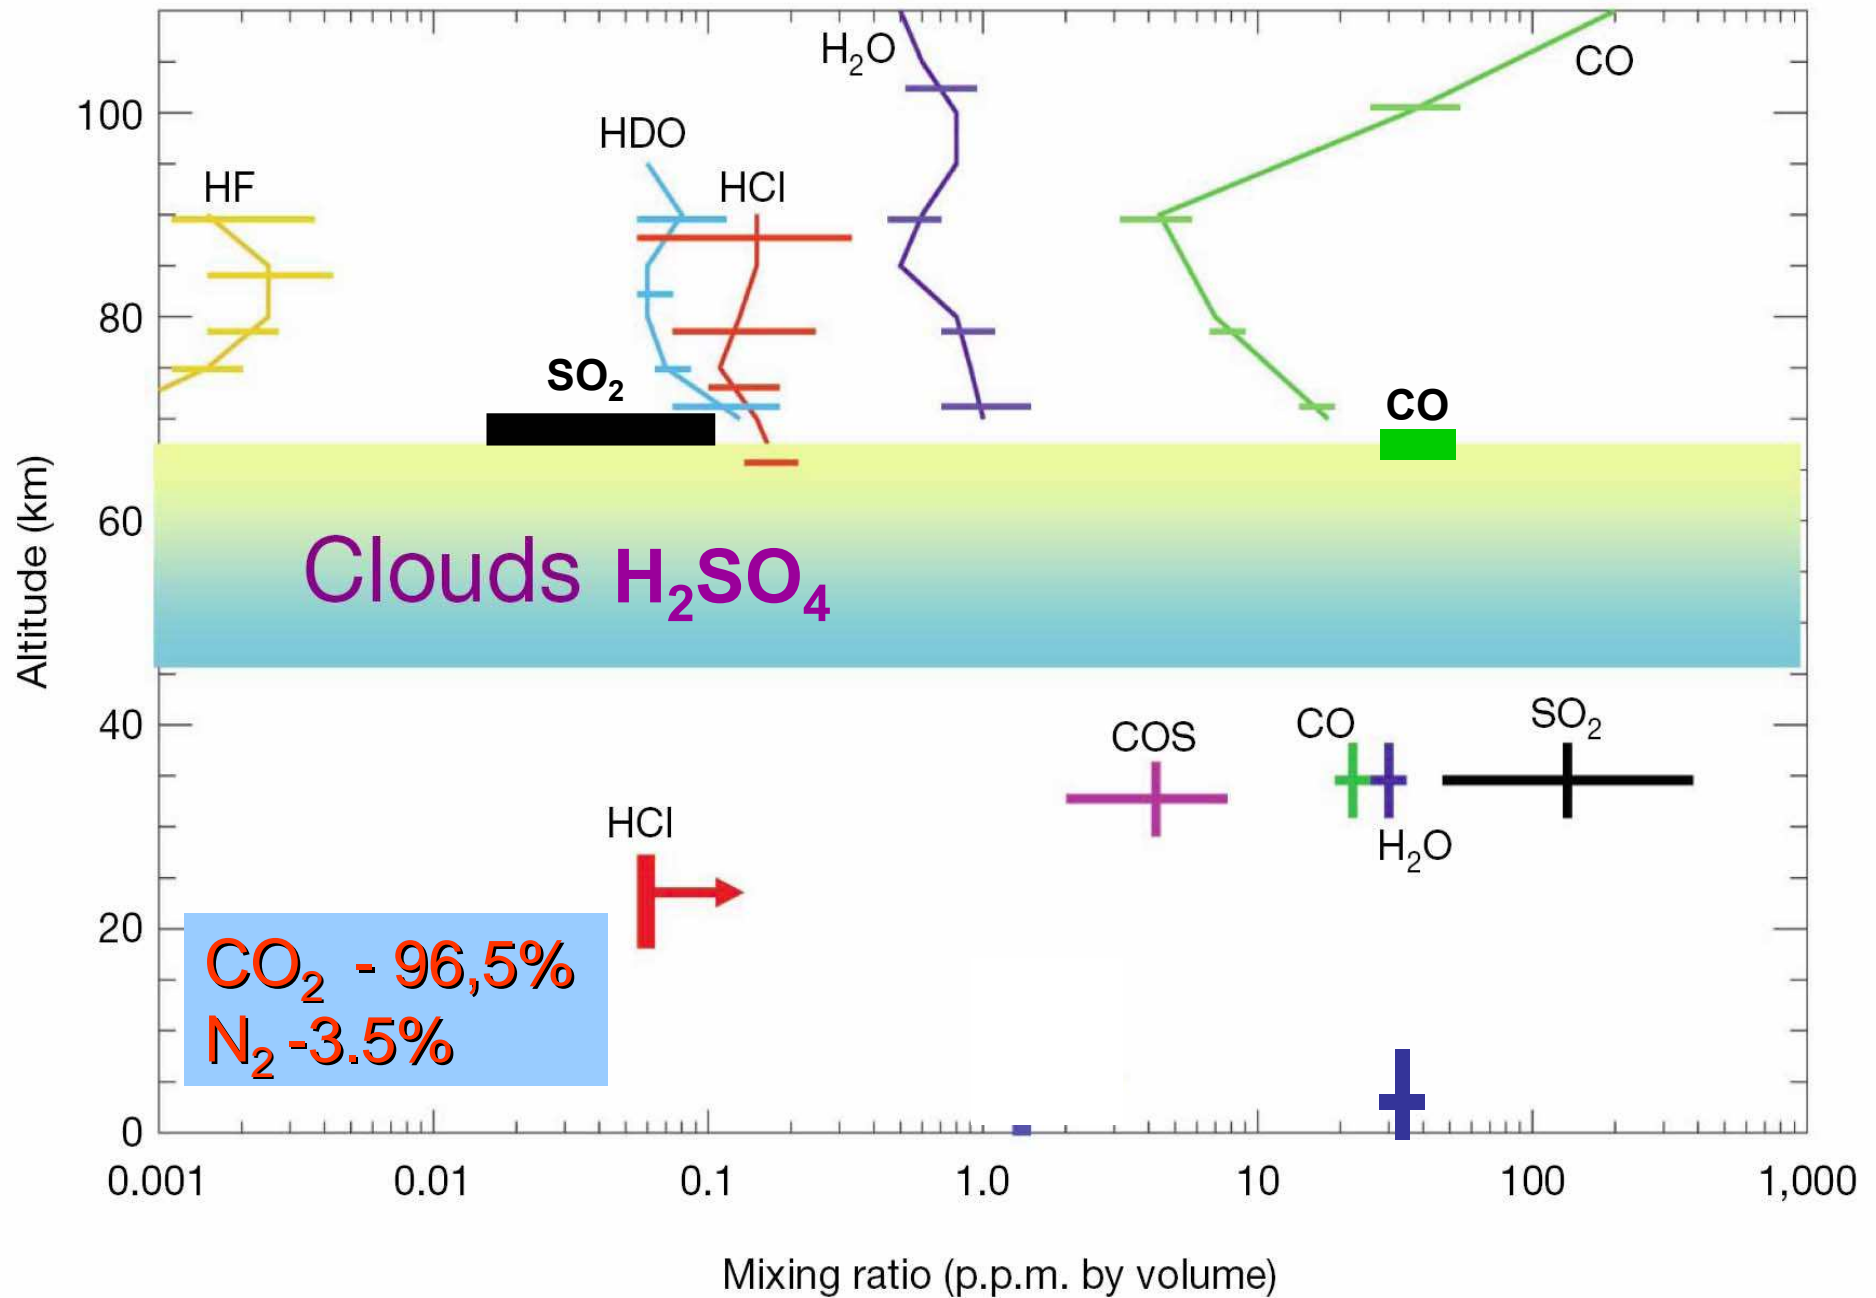 H₂O
CO
100
HDO
HF
HCl
80
SO₂
CO
60
Clouds H₂SO₄
Altitude (km)
40
COS
CO
SO₂
H₂O
HCl
20
CO₂ - 96,5%
N₂ -3.5%
0
0.001 0.01 0.1 1.0 10 100 1,000
Mixing ratio (p.p.m. by volume)